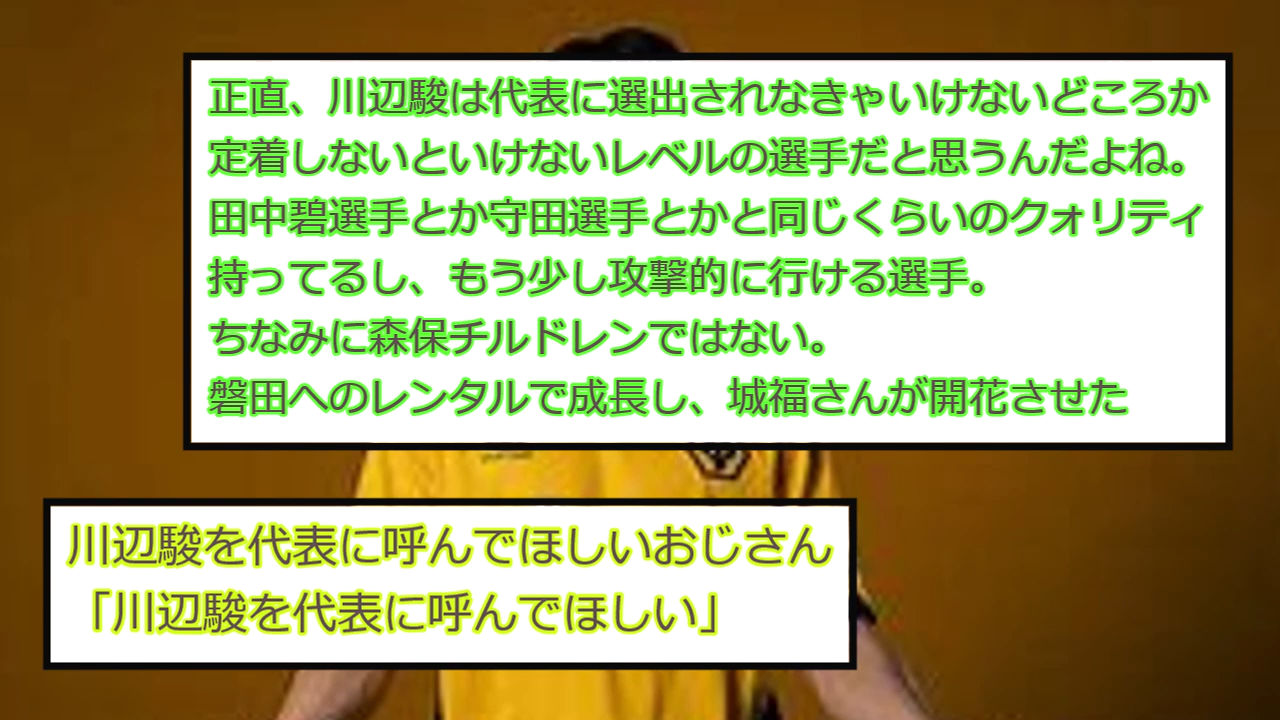 正直、川辺駿は代表に選出されなきゃいけないどころか
定着しないといけないレベルの選手だと思うんだよね。
田中碧選手とか守田選手とかと同じくらいのクォリティ
持ってるし、もう少し攻撃的に行ける選手。
ちなみに森保チルドレンではない。
磐田へのレンタルで成長し、城福さんが開花させた
川辺駿を代表に呼んでほしいおじさん
「川辺駿を代表に呼んでほしい」